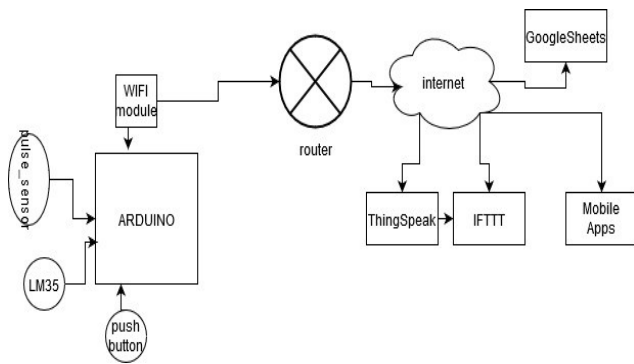 GoogleSheets
WIFI
module
internet
router
pulse_sensor
ARDUINO
ThingSpeak
IFTTT
Mobile
Apps
LM35
push
button